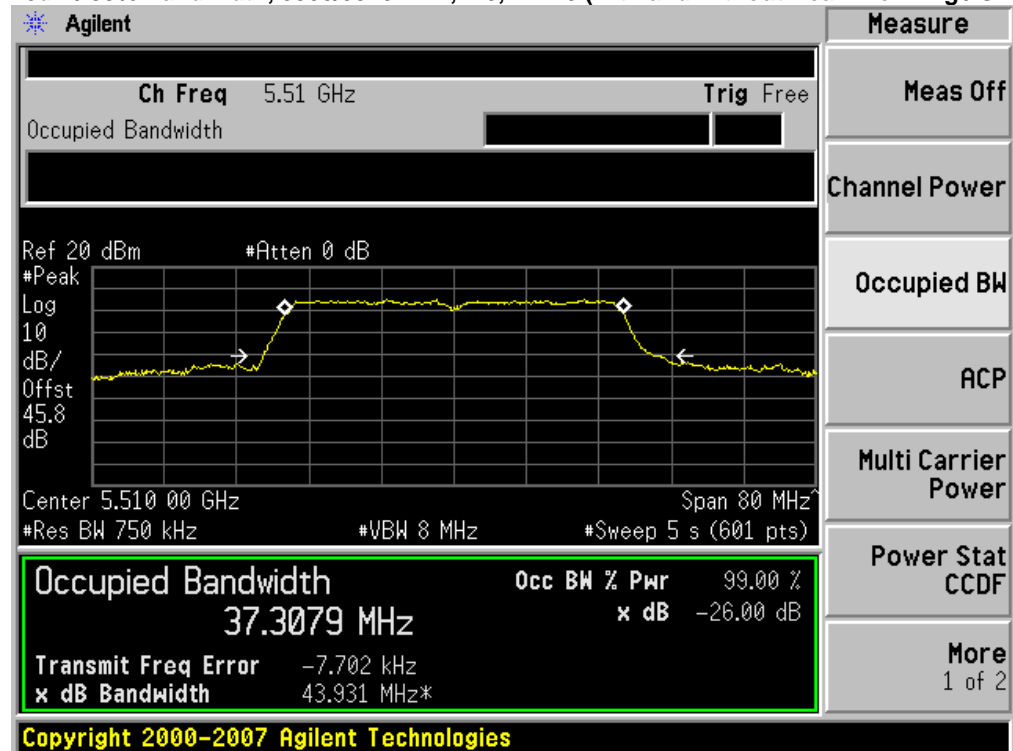 Agilent
Measure
Ch Freq 5.51 GHz
Trig Free
Occupied Bandwidth
Meas Off
Channel Power
Occupied BW
ACP
Multi Carrier
Power
Power Stat
CCDF
More
1 of 2
Ref 20 dBm
#Atten 0 dB
#Peak
Log
10
dB/
Offst
45.8
dB
Center 5.510 00 GHz
Span 80 MHz^
#Res BW 750 kHz
#VBW 8 MHz
#Sweep 5 s (601 pts)
Occupied Bandwidth
37.3079 MHz
Occ BW % Pwr 99.00 %
x dB -26.00 dB
Transmit Freq Error -7.702 kHz
x dB Bandwidth 43.931 MHz*
Copyright 2000-2007 Agilent Technologies